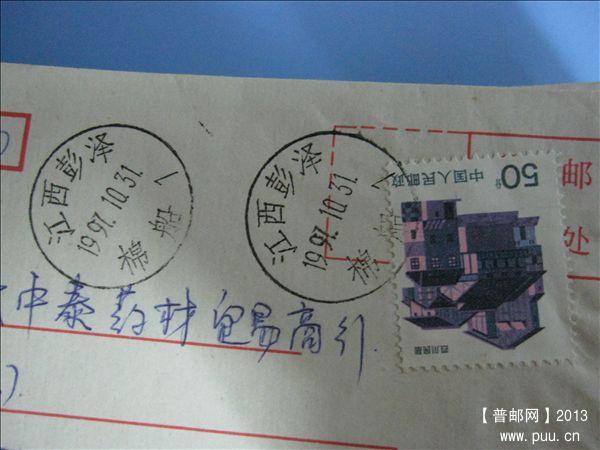 江西彭泽
1997.10.31.
棉船
江西彭泽
1997.10.31.
棉船
50分
中国人民邮政
四川民居
邮
处
中泰药材贸易商行
【普邮网】2013
www.puu.cn